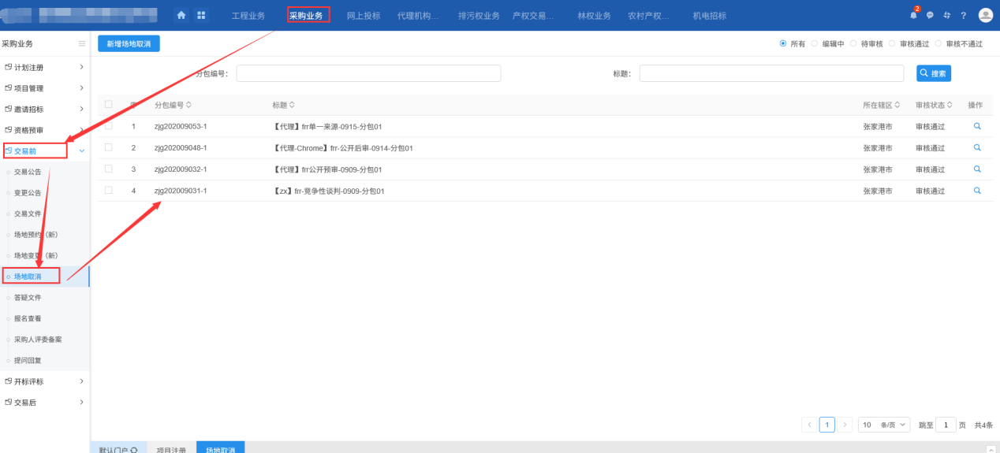 工程业务 采购业务 网上投标 代理机构... 排污权业务 产权交易... 林权业务 农村产权... 机电招标 2 ?
采购业务
新增场地取消
所有 编辑中 待审核 审核通过 审核不通过
计划注册
项目管理
邀请招标
资格预审
交易前
交易公告
变更公告
交易文件
场地预约（新）
场地变更（新）
场地取消
答疑文件
报名查看
采购人评委备案
提问回复
开标评标
交易后
分包编号： 标题： 搜索
分包编号 标题 所在辖区 审核状态 操作
1 zjg202009053-1 【代理】frr单一来源-0915-分包01 张家港市 审核通过
2 zjg202009048-1 【代理-Chrome】frr-公开后审-0914-分包01 张家港市 审核通过
3 zjg202009032-1 【代理】frr公开预审-0909-分包01 张家港市 审核通过
4 zjg202009031-1 【zx】frr-竞争性谈判-0909-分包01 张家港市 审核通过
1 10 条/页 跳至 1 页 共4条
默认门户 项目注册 场地取消